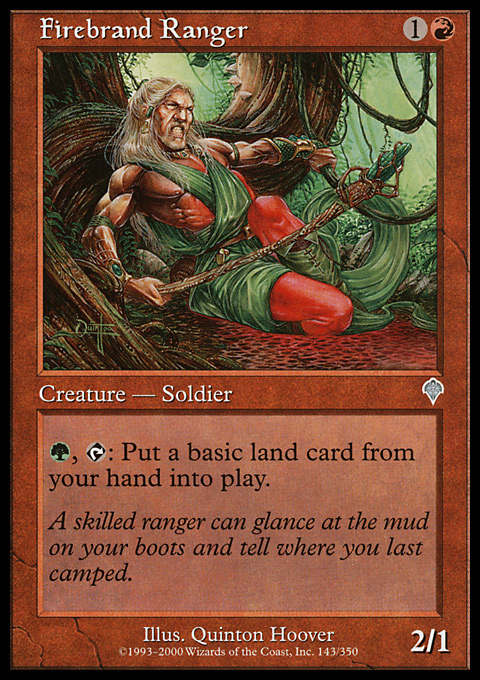 Firebrand Ranger 1
Quinton
Creature — Soldier
, : Put a basic land card from
your hand into play.
A skilled ranger can glance at the mud
on your boots and tell where you last
camped.
Illus. Quinton Hoover
©1993–2000 Wizards of the Coast, Inc. 143/350
2/1